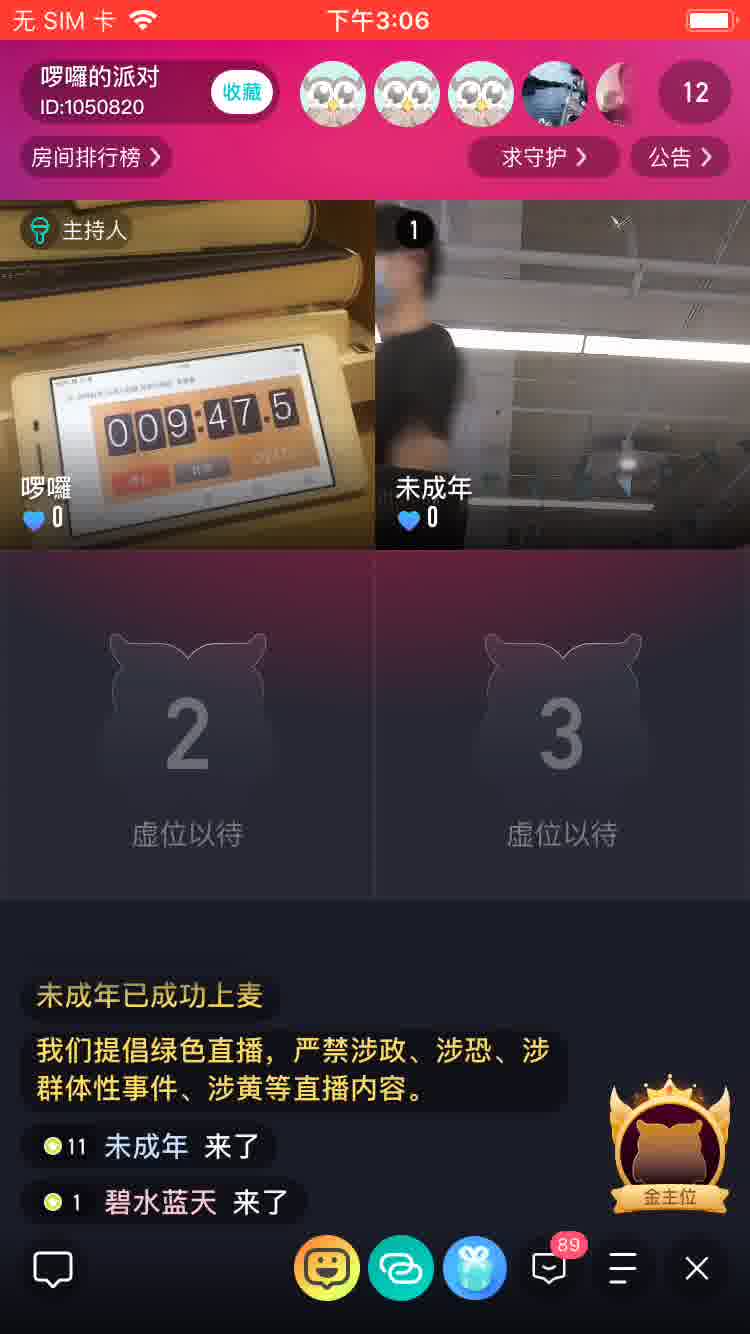 无 SIM 卡
下午3:06
啰囉的派对
ID:1050820
收藏
12
房间排行榜
求守护
公告
主持人
1
009:47.5
啰囉
0
未成年
0
2
3
虚位以待
虚位以待
未成年已成功上麦
我们提倡绿色直播，严禁涉政、涉恐、涉
群体性事件、涉黄等直播内容。
11 未成年 来了
1 碧水蓝天 来了
金主位
89